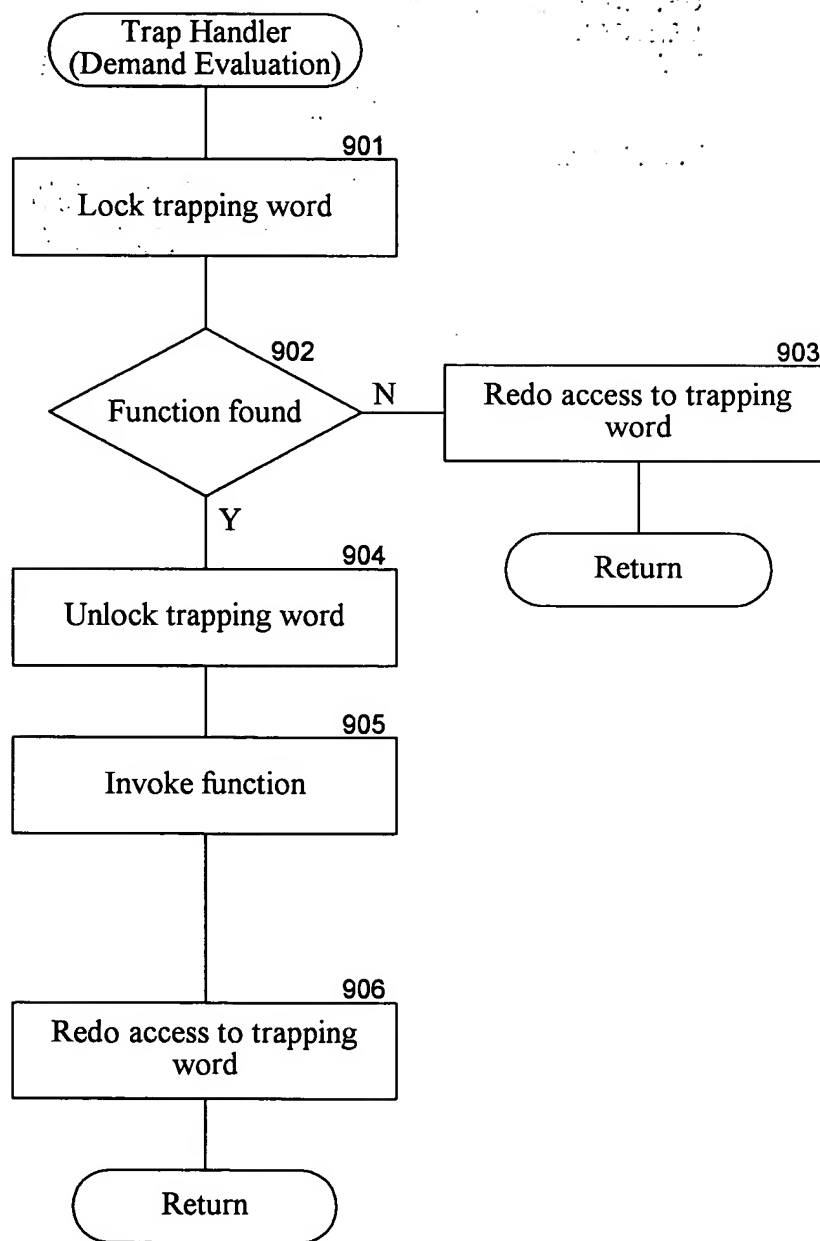 Trap Handler
(Demand Evaluation)
901
Lock trapping word
902
Function found
N
903
Redo access to trapping
word
Return
Y
904
Unlock trapping word
905
Invoke function
906
Redo access to trapping
word
Return